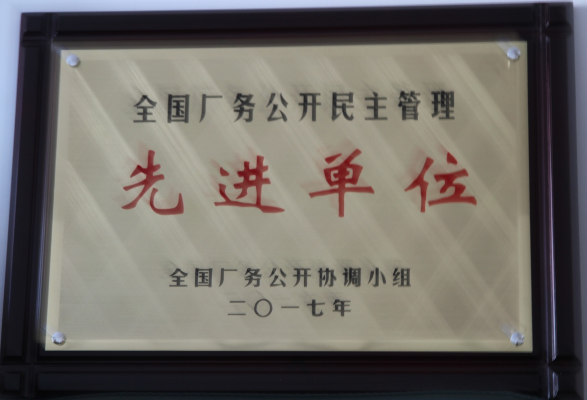 全国厂务公开民主管理
先进单位
全国厂务公开协调小组
二〇一七年